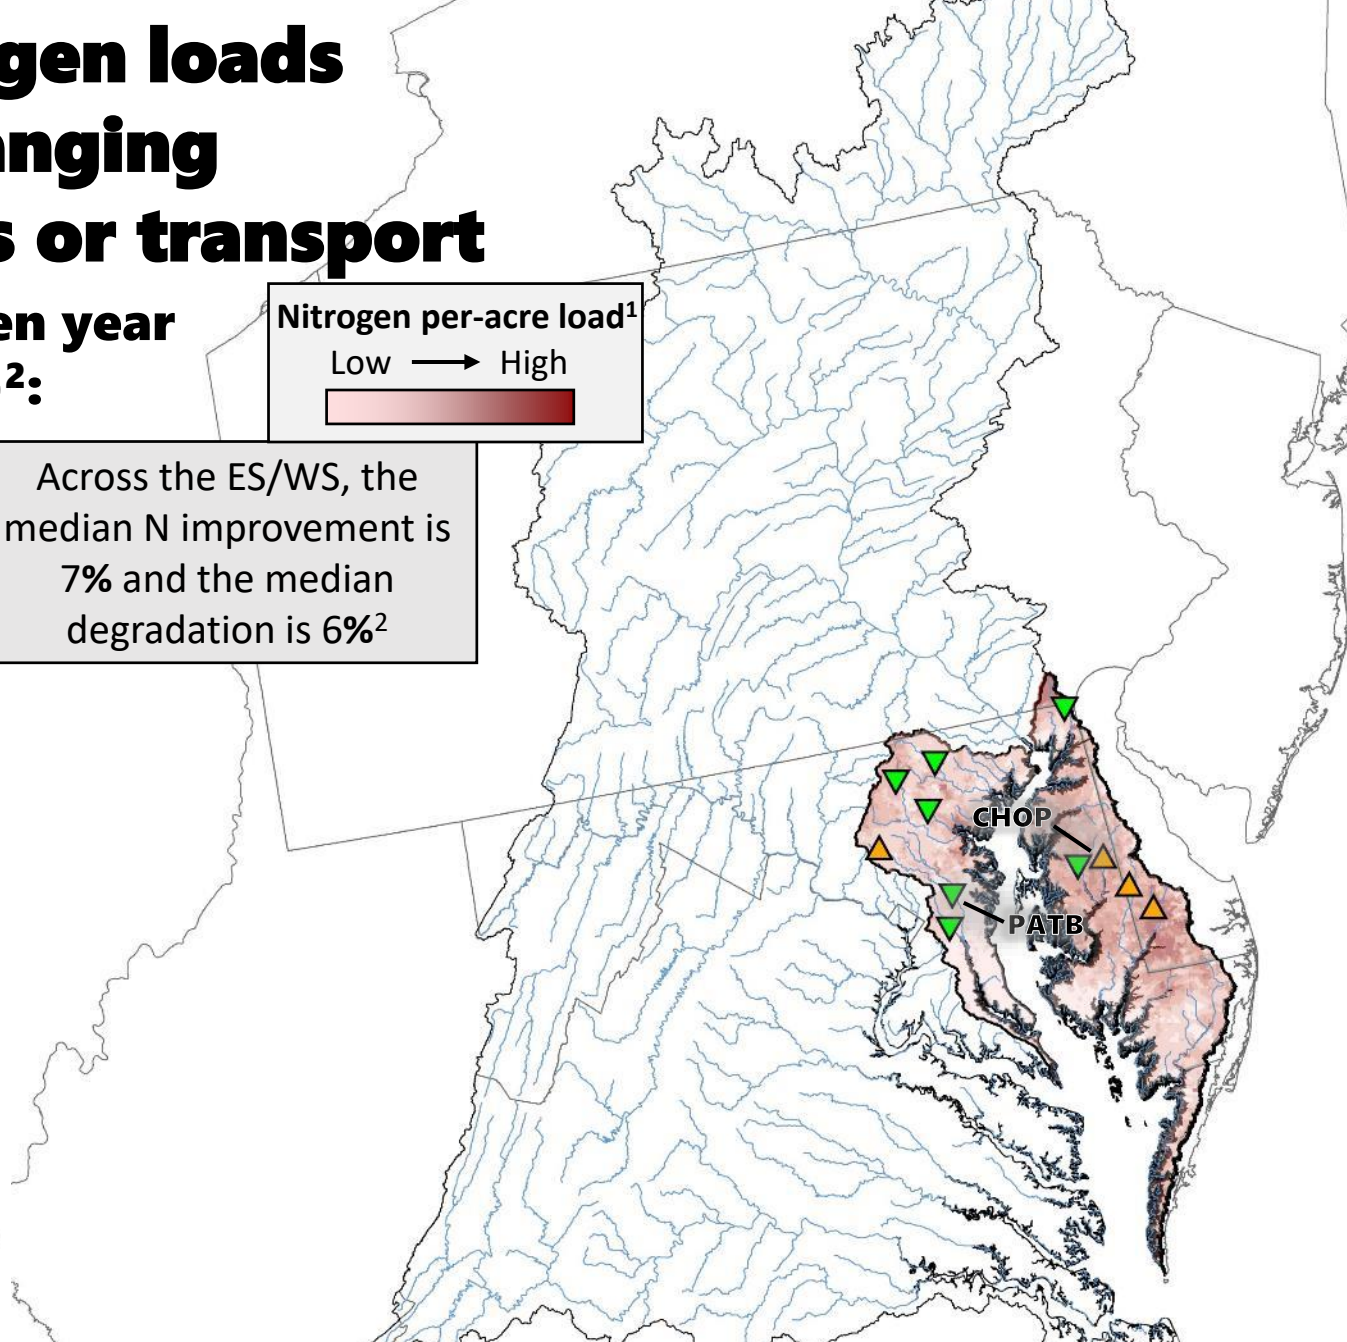 gen loads
anging
s or transport
en year
2:
Nitrogen per-acre load1
Low High
Across the ES/WS, the
median N improvement is
7% and the median
degradation is 6%2
CHOP
PATB